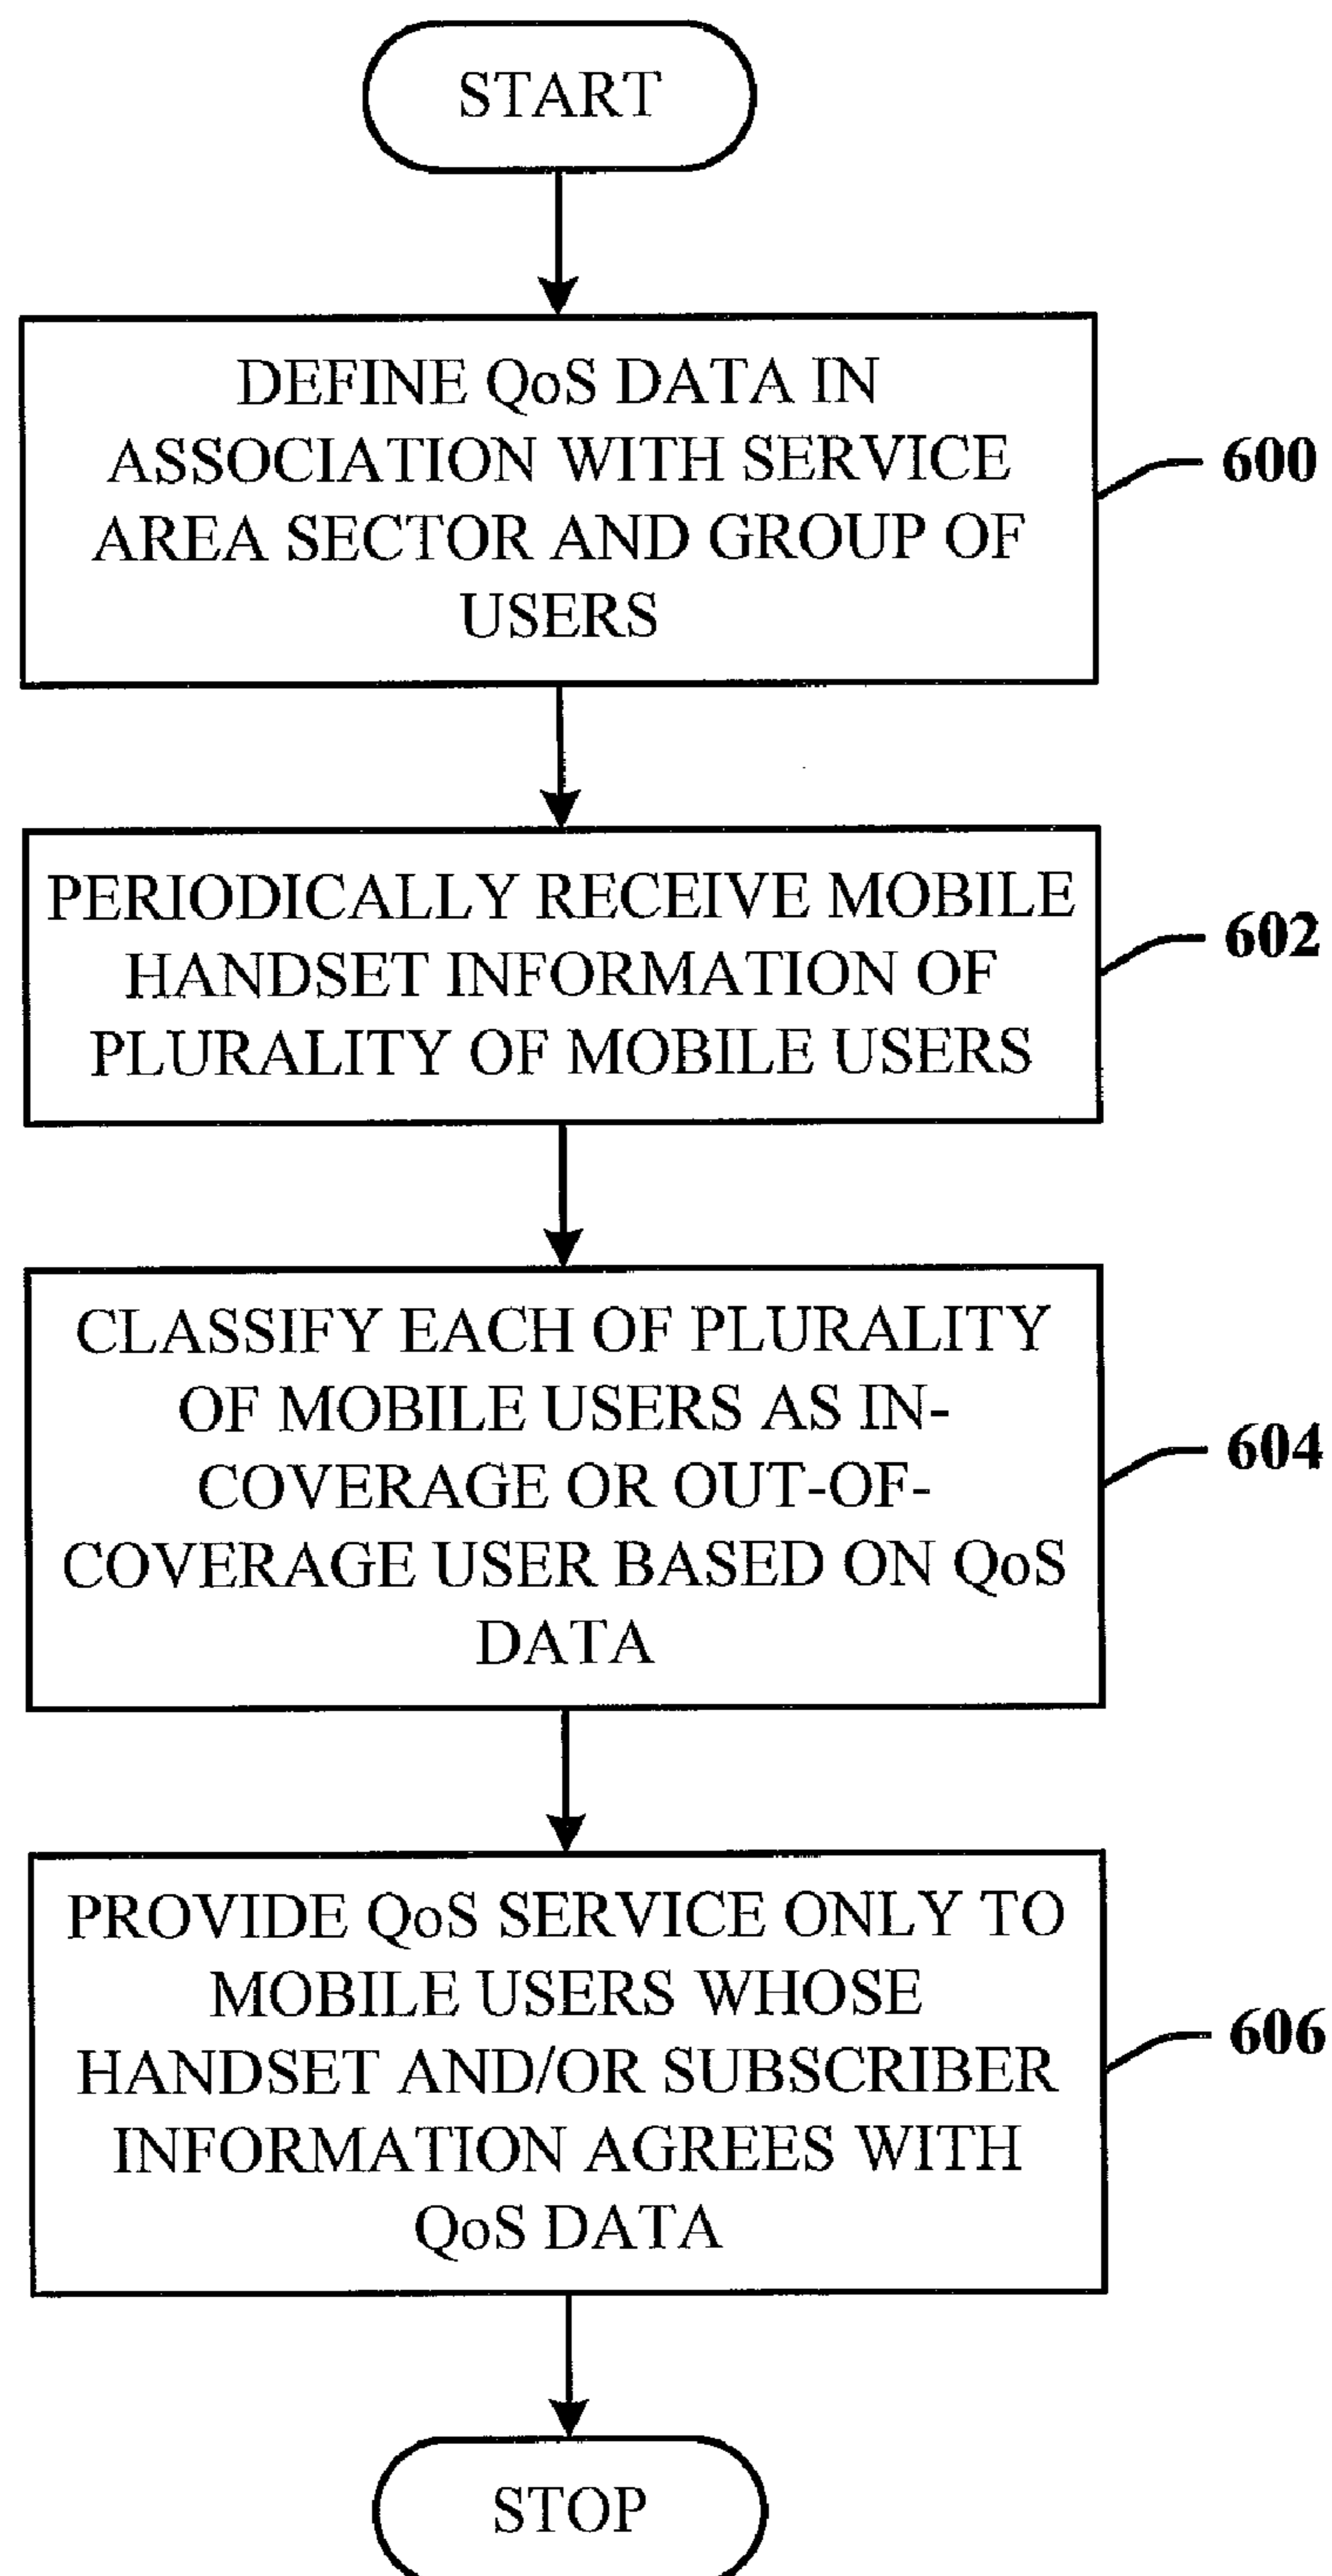 START
DEFINE QoS DATA IN
ASSOCIATION WITH SERVICE
AREA SECTOR AND GROUP OF
USERS
600
PERIODICALLY RECEIVE MOBILE
HANDSET INFORMATION OF
PLURALITY OF MOBILE USERS
602
CLASSIFY EACH OF PLURALITY
OF MOBILE USERS AS IN-
COVERAGE OR OUT-OF-
COVERAGE USER BASED ON QoS
DATA
604
PROVIDE QoS SERVICE ONLY TO
MOBILE USERS WHOSE
HANDSET AND/OR SUBSCRIBER
INFORMATION AGREES WITH
QoS DATA
606
STOP